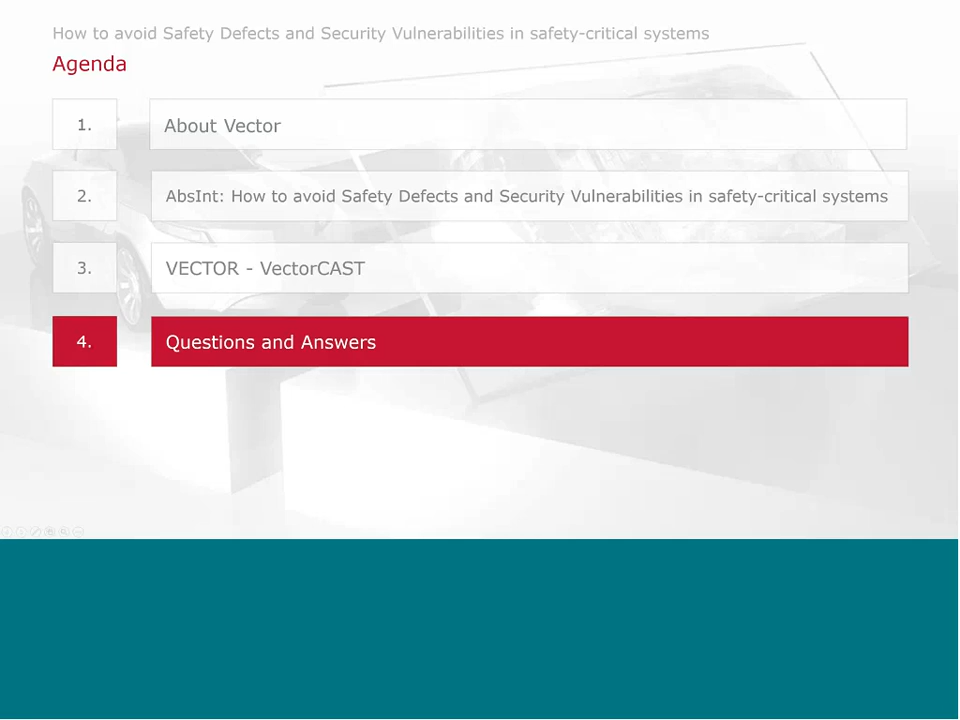 How to avoid Safety Defects and Security Vulnerabilities in safety-critical systems
Agenda
1. About Vector
2. AbsInt: How to avoid Safety Defects and Security Vulnerabilities in safety-critical systems
3. VECTOR - VectorCAST
4. Questions and Answers